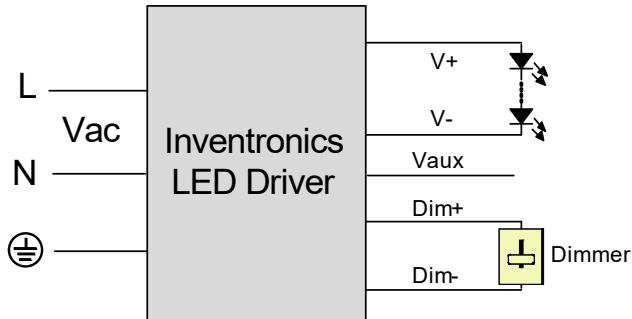 L
Vac
N
Inventronics
LED Driver
V+
V-
Vaux
Dim+
Dim-
Dimmer